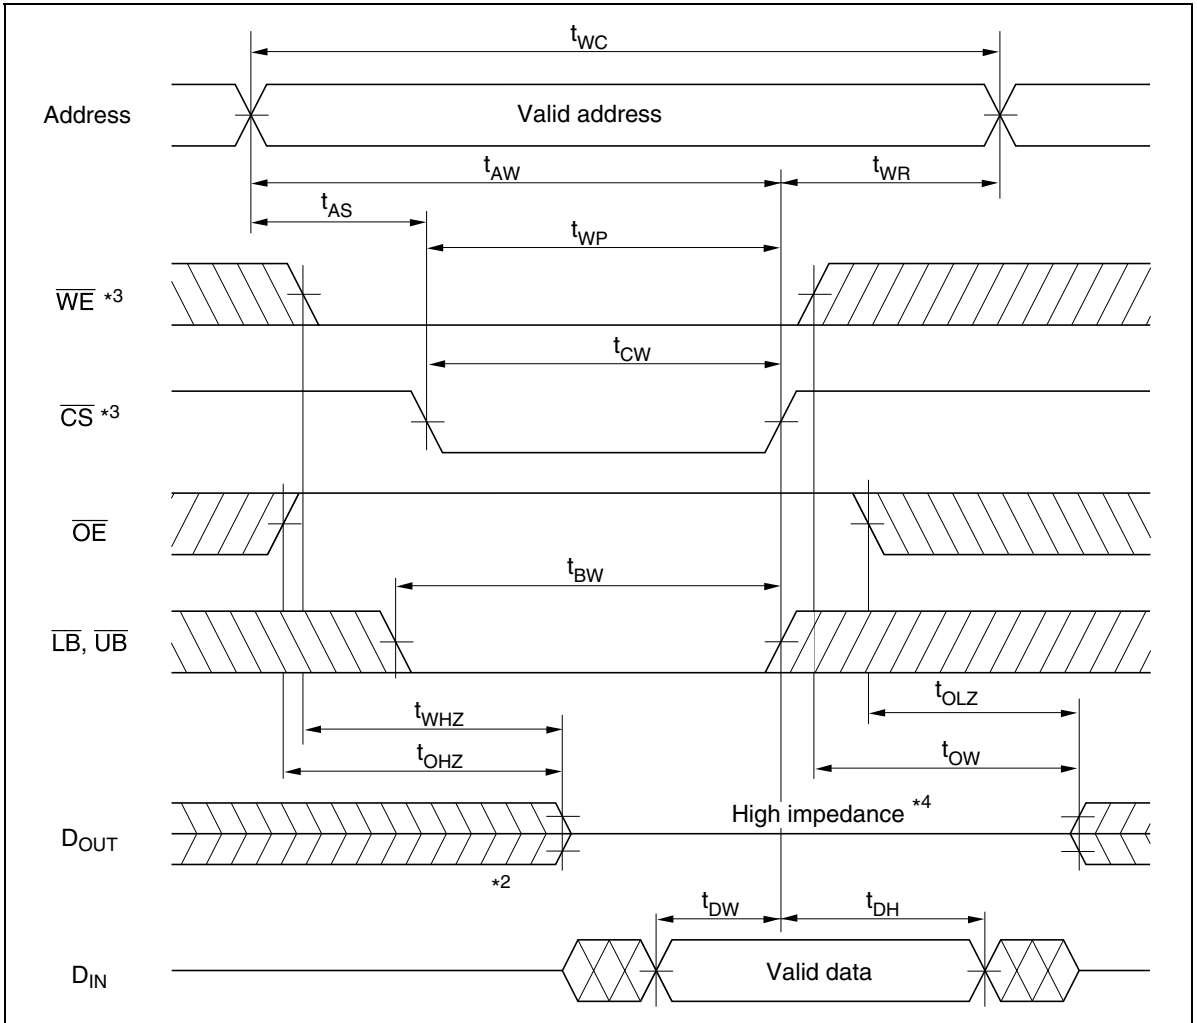 tWC
Address
Valid address
tAW
tWR
tAS
tWP
WE *3
tCW
CS *3
OE
tBW
LB, UB
tOLZ
tWHZ
tOHZ
tOW
High impedance *4
DOUT
*2
tDW
tDH
DIN
Valid data